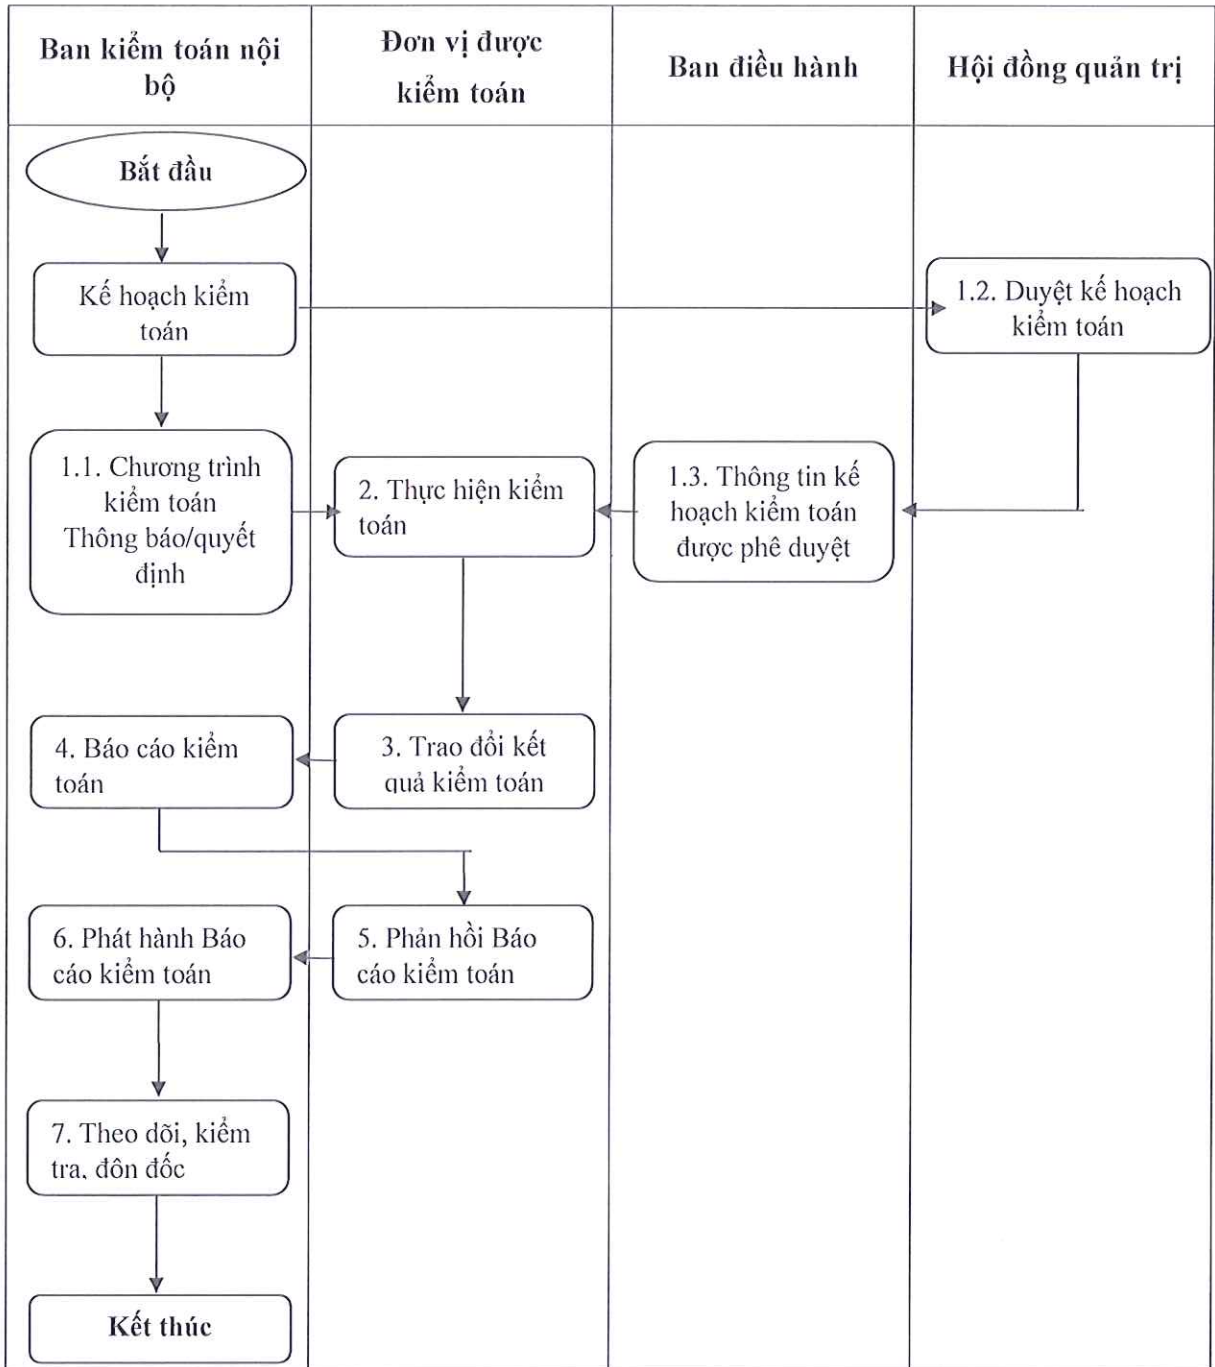 Ban kiểm toán nội
bộ
Đơn vị được
kiểm toán
Ban điều hành
Hội đồng quản trị
Bắt đầu
Kế hoạch kiểm
toán
1.2. Duyệt kế hoạch
kiểm toán
1.1. Chương trình
kiểm toán
Thông báo/quyết
định
2. Thực hiện kiểm
toán
1.3. Thông tin kế
hoạch kiểm toán
được phê duyệt
4. Báo cáo kiểm
toán
3. Trao đổi kết
quả kiểm toán
6. Phát hành Báo
cáo kiểm toán
5. Phản hồi Báo
cáo kiểm toán
7. Theo dõi, kiểm
tra, đôn đốc
Kết thúc